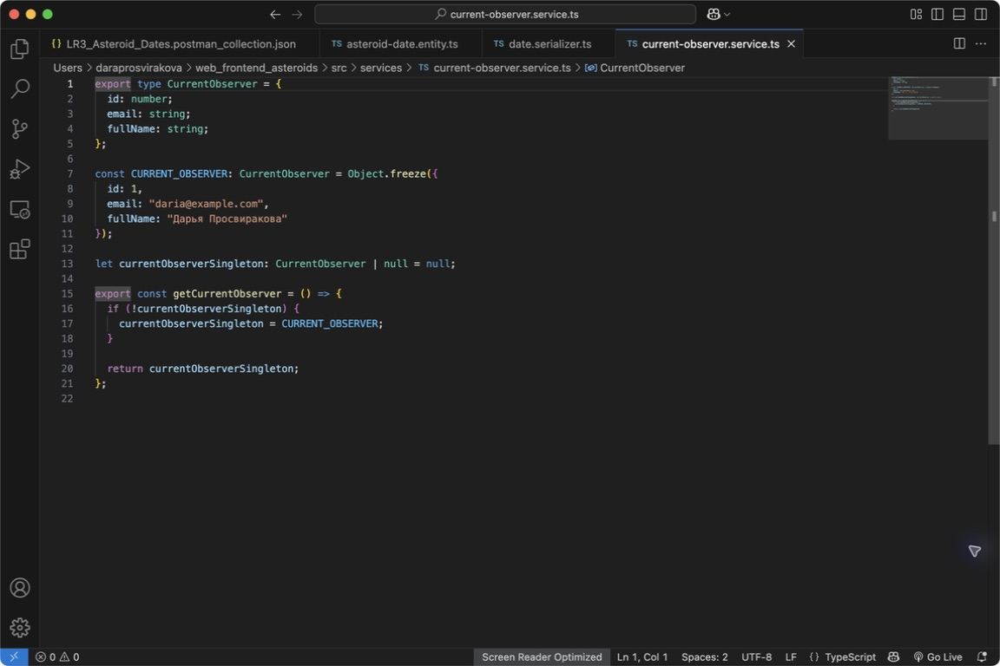 current-observer.service.ts
{} LR3_Asteroid_Dates.postman_collection.json
TS asteroid-date.entity.ts
TS date.serializer.ts
TS current-observer.service.ts
Users > daraprosvirakova > web_frontend_asteroids > src > services > TS current-observer.service.ts > CurrentObserver
1 export type CurrentObserver = {
2 id: number;
3 email: string;
4 fullName: string;
5 };
6
7 const CURRENT_OBSERVER: CurrentObserver = Object.freeze({
8 id: 1,
9 email: "daria@example.com",
10 fullName: "Дарья Просвиракова"
11 });
12
13 let currentObserverSingleton: CurrentObserver | null = null;
14
15 export const getCurrentObserver = () => {
16 if (!currentObserverSingleton) {
17 currentObserverSingleton = CURRENT_OBSERVER;
18 }
19
20 return currentObserverSingleton;
21 };
22
0 0 Screen Reader Optimized Ln 1, Col 1 Spaces: 2 UTF-8 LF {} TypeScript Go Live